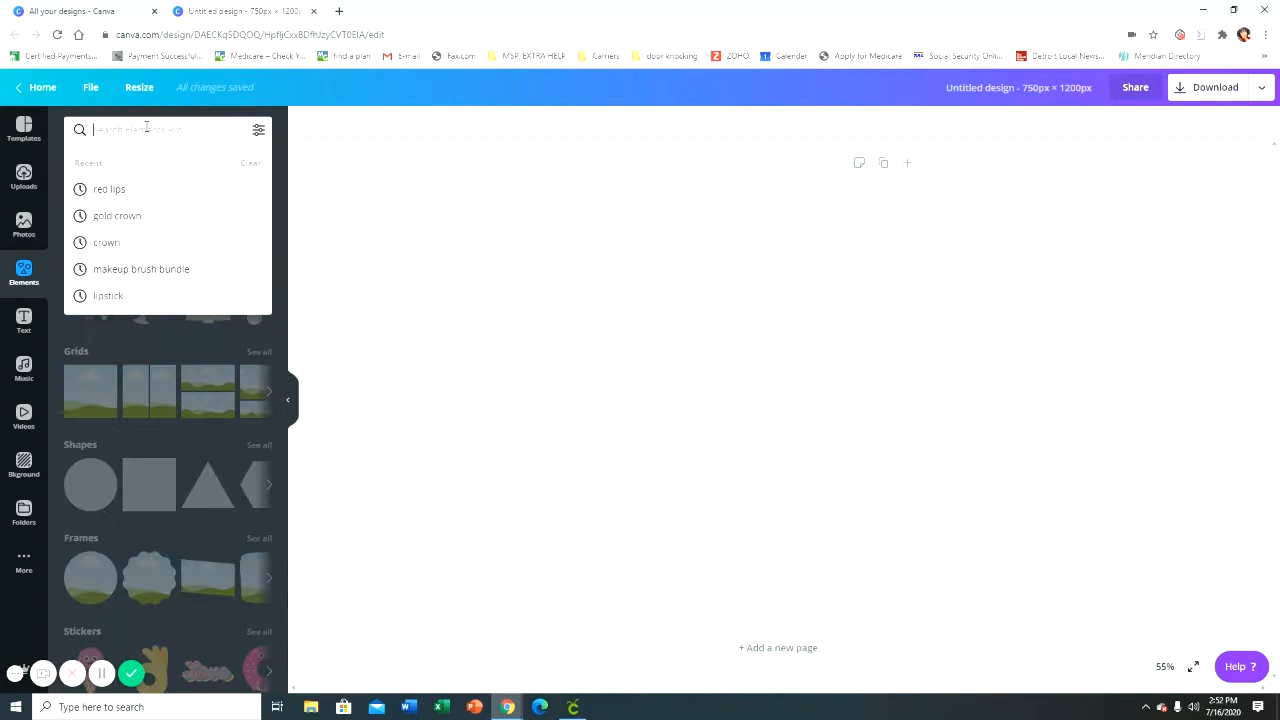 All your designs - Canva
Untitled design - 750px × 1200p
canva.com/design/
/edit
Certified Payments...
Payment Successful...
Medicare – Check Y...
find a plan
E-mail
Fax.com
MSP EXTRA HELP
Carriers
door knocking
ZOHO
Calender
Apply for Medicare
Social Security Onli...
Detroit Local News...
Meridian Directory
Home
File
Resize
All changes saved
Untitled design - 750px × 1200px
Share
Download
Templates
Uploads
Photos
Elements
Text
Music
Videos
Bkground
Folders
More
Search Elements Pro
Recent
Clear
red lips
gold crown
crown
makeup brush bundle
lipstick
Grids
See all
Shapes
See all
Frames
See all
Stickers
See all
+ Add a new page
55%
Help ?
Type here to search
2:52 PM
7/16/2020